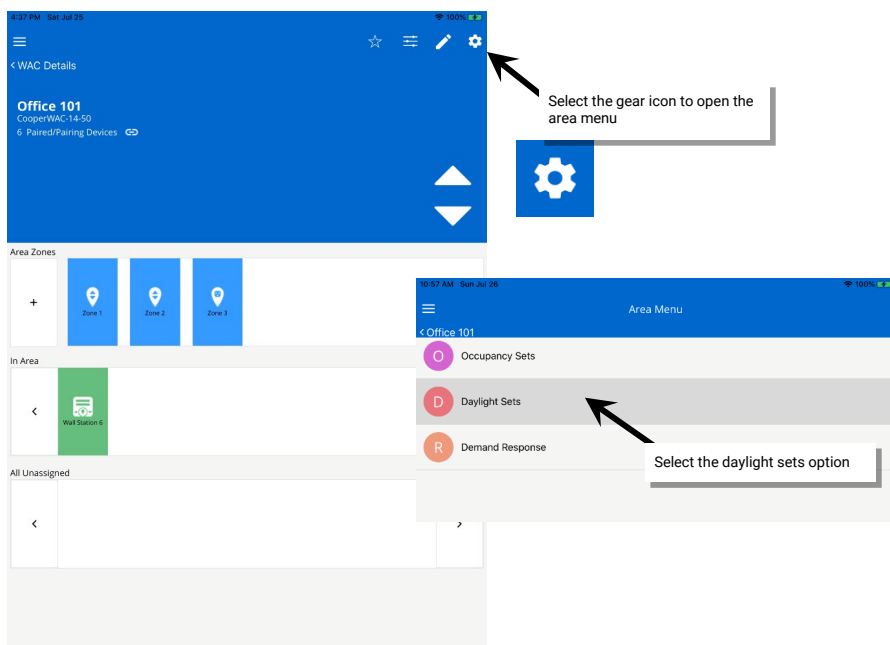 4:37 PM Sat Jul 25
100%
< WAC Details
Office 101
CooperWAC-14-50
6 Paired/Pairing Devices
Select the gear icon to open the
area menu
Area Zones
+
Zone 1
Zone 2
Zone 3
In Area
<
Wall Station 6
All Unassigned
<
>
10:57 AM Sun Jul 26
100%
Area Menu
< Office 101
O Occupancy Sets
D Daylight Sets
R Demand Response
Select the daylight sets option